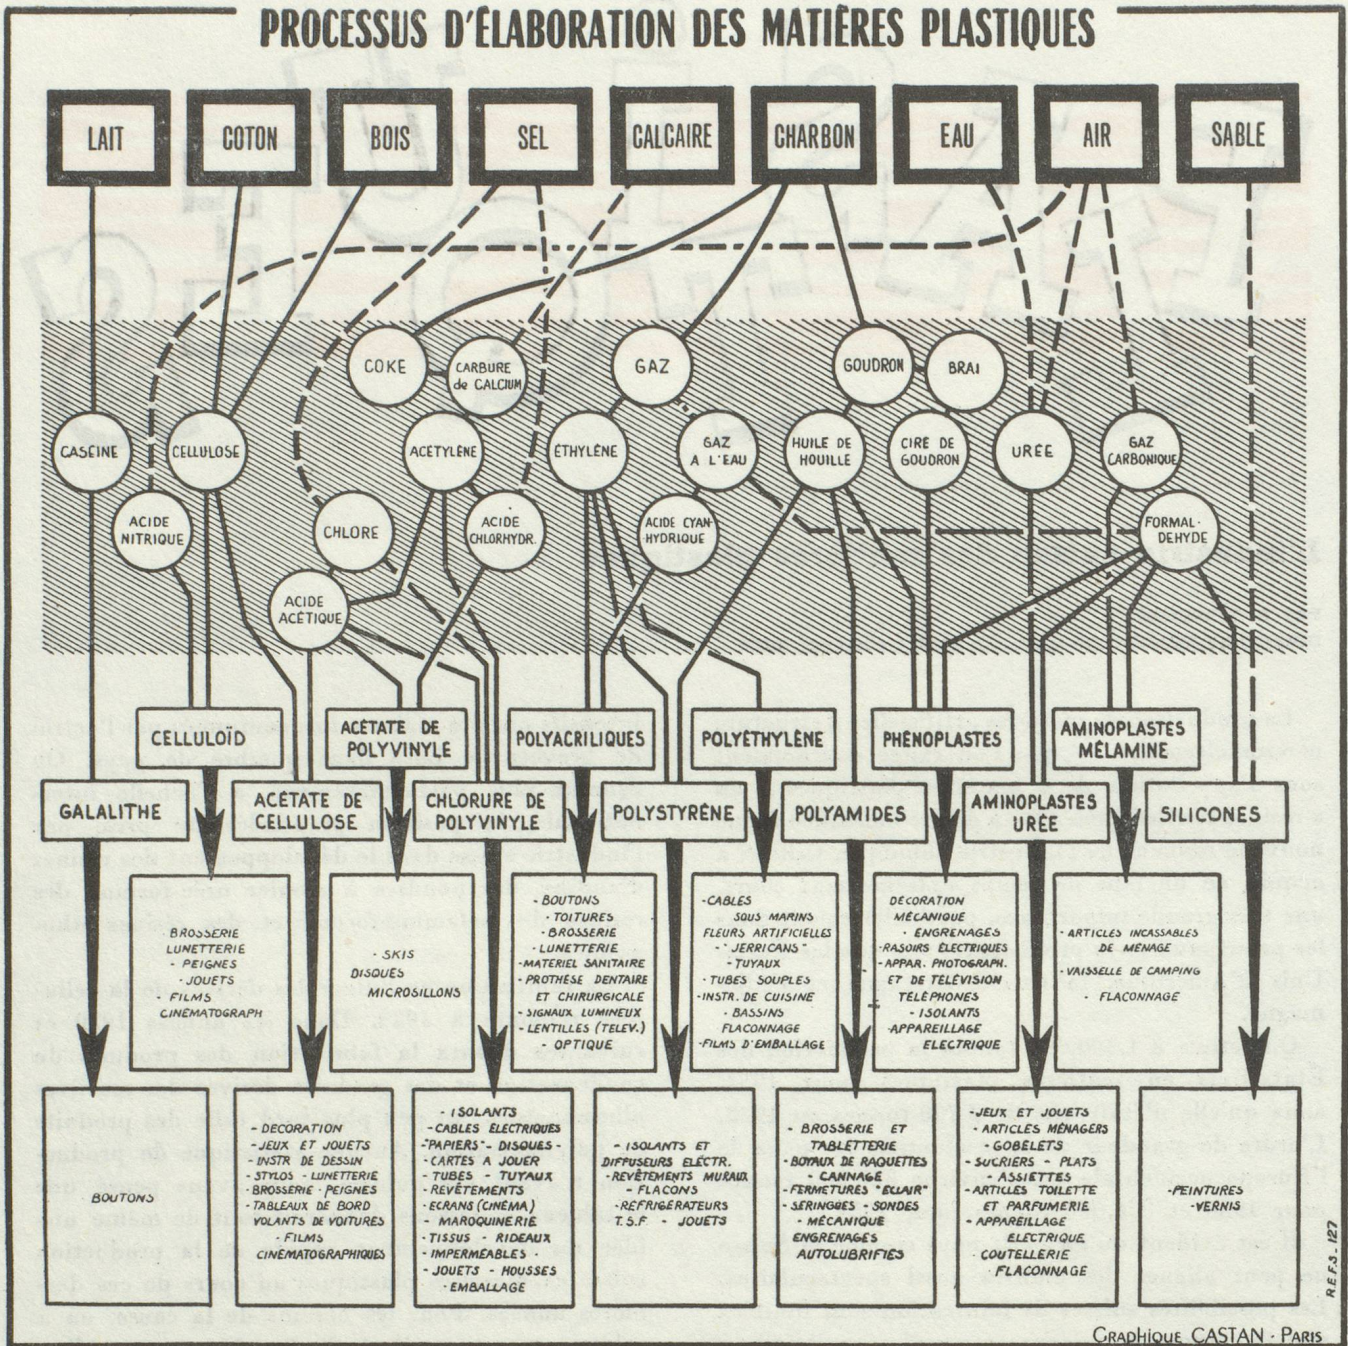 PROCESSUS D'ÉLABORATION DES MATIÈRES PLASTIQUES
LAIT
COTON
BOIS
SEL
CALCAIRE
CHARBON
EAU
AIR
SABLE
COKE
CARBURE
de CALCIUM
GAZ
GOUDRON
BRAI
CASÉINE
CELLULOSE
ACÉTYLÈNE
ÉTHYLÈNE
GAZ
A L'EAU
HUILE DE
HOUILLE
CIRE DE
GOUDRON
URÉE
GAZ
CARBONIQUE
ACIDE
NITRIQUE
CHLORE
ACIDE
CHLORHYDR.
ACIDE CYAN-
HYDRIQUE
FORMAL-
DEHYDE
ACIDE
ACÉTIQUE
CELLULOÏD
ACÉTATE DE
POLYVINYLE
POLYACRILIQUES
POLYÉTHYLÈNE
PHÉNOPLASTES
AMINOPLASTES
MÉLAMINE
GALALITHE
ACÉTATE DE
CELLULOSE
CHLORURE DE
POLYVINYLE
POLYSTYRÈNE
POLYAMIDES
AMINOPLASTES
URÉE
SILICONES
- BROSSERIE
LUNETTERIE
- PEIGNES
- JOUETS
- FILMS
CINÉMATOGRAPH
- SKIS
DISQUES
MICROSILLONS
- BOUTONS
- TOITURES
- BROSSERIE
- LUNETTERIE
- MATERIEL SANITAIRE
- PROTHÈSE DENTAIRE
ET CHIRURGICALE
- SIGNAUX LUMINEUX
- LENTILLES (TELEV.)
- OPTIQUE
- CABLES
SOUS MARINS
FLEURS ARTIFICIELLES
- "JERRICANS"
- TUYAUX
- TUBES SOUPLES
- INSTR. DE CUISINE
- BASSINS
FLACONNAGE
- FILMS D'EMBALLAGE
DÉCORATION
MÉCANIQUE
- ENGRENAGES
- RASOIRS ÉLECTRIQUES
- APPAR. PHOTOGRAPH.
ET DE TÉLÉVISION
TÉLÉPHONES
- ISOLANTS
- APPAREILLAGE
ELECTRIQUE
- ARTICLES INCASSABLES
DE MÉNAGE
- VAISSELLE DE CAMPING
- FLACONNAGE
BOUTONS
- DECORATION
- JEUX ET JOUETS
- INSTR DE DESSIN
- STYLOS - LUNETTERIE
BROSSERIE - PEIGNES
- TABLEAUX DE BORD
VOLANTS DE VOITURES
- FILMS
CINÉMATOGRAPHIQUES
- ISOLANTS
- CABLES ÉLECTRIQUES
"PAPIERS" - DISQUES -
- CARTES A JOUER
- TUBES - TUYAUX
- REVÊTEMENTS
- ECRANS (CINÉMA)
- MAROQUINERIE
- TISSUS - RIDEAUX
- IMPERMÉABLES
- JOUETS - HOUSSES
- EMBALLAGE
- ISOLANTS ET
DIFFUSEURS ELÉCTR.
- REVÊTEMENTS MURAUX
- FLACONS
- RÉFRIGÉRATEURS
T.S.F. - JOUETS
- BROSSERIE ET
TABLETTERIE
- BOYAUX DE RAQUETTES
- CANNAGE
- FERMETURES "ECLAIR"
- SERINGUES - SONDES
- MÉCANIQUE
ENGRENAGES
AUTOLUBRIFIÉS
- JEUX ET JOUETS
- ARTICLES MÉNAGERS
- GOBELETS
- SUCRIERS - PLATS
- ASSIETTES
- ARTICLES TOILETTE
ET PARFUMERIE
- APPAREILLAGE
ELECTRIQUE
- COUTELLERIE
- FLACONNAGE
- PEINTURES
- VERNIS
R.E.F.S. - 127
GRAPHIQUE CASTAN · PARIS